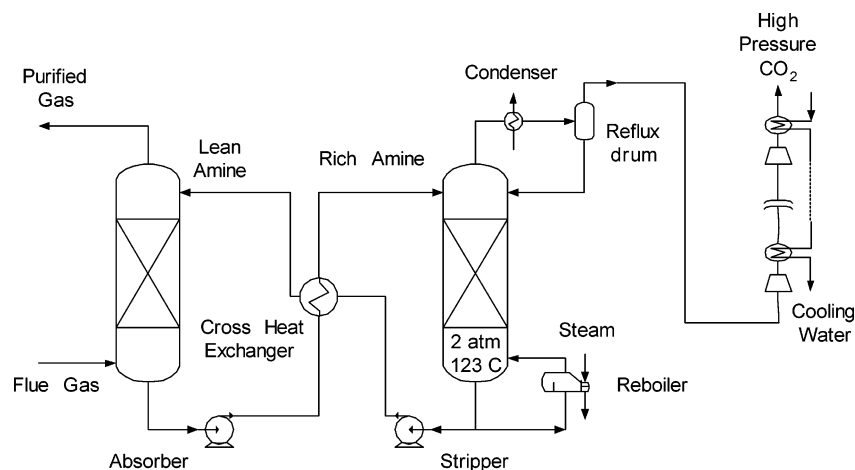 High
Pressure
CO2
Condenser
Purified
Gas
Lean
Amine
Rich Amine
Reflux
drum
Cross Heat
Exchanger
2 atm
123 C
Steam
Cooling
Water
Flue Gas
Reboiler
Absorber
Stripper